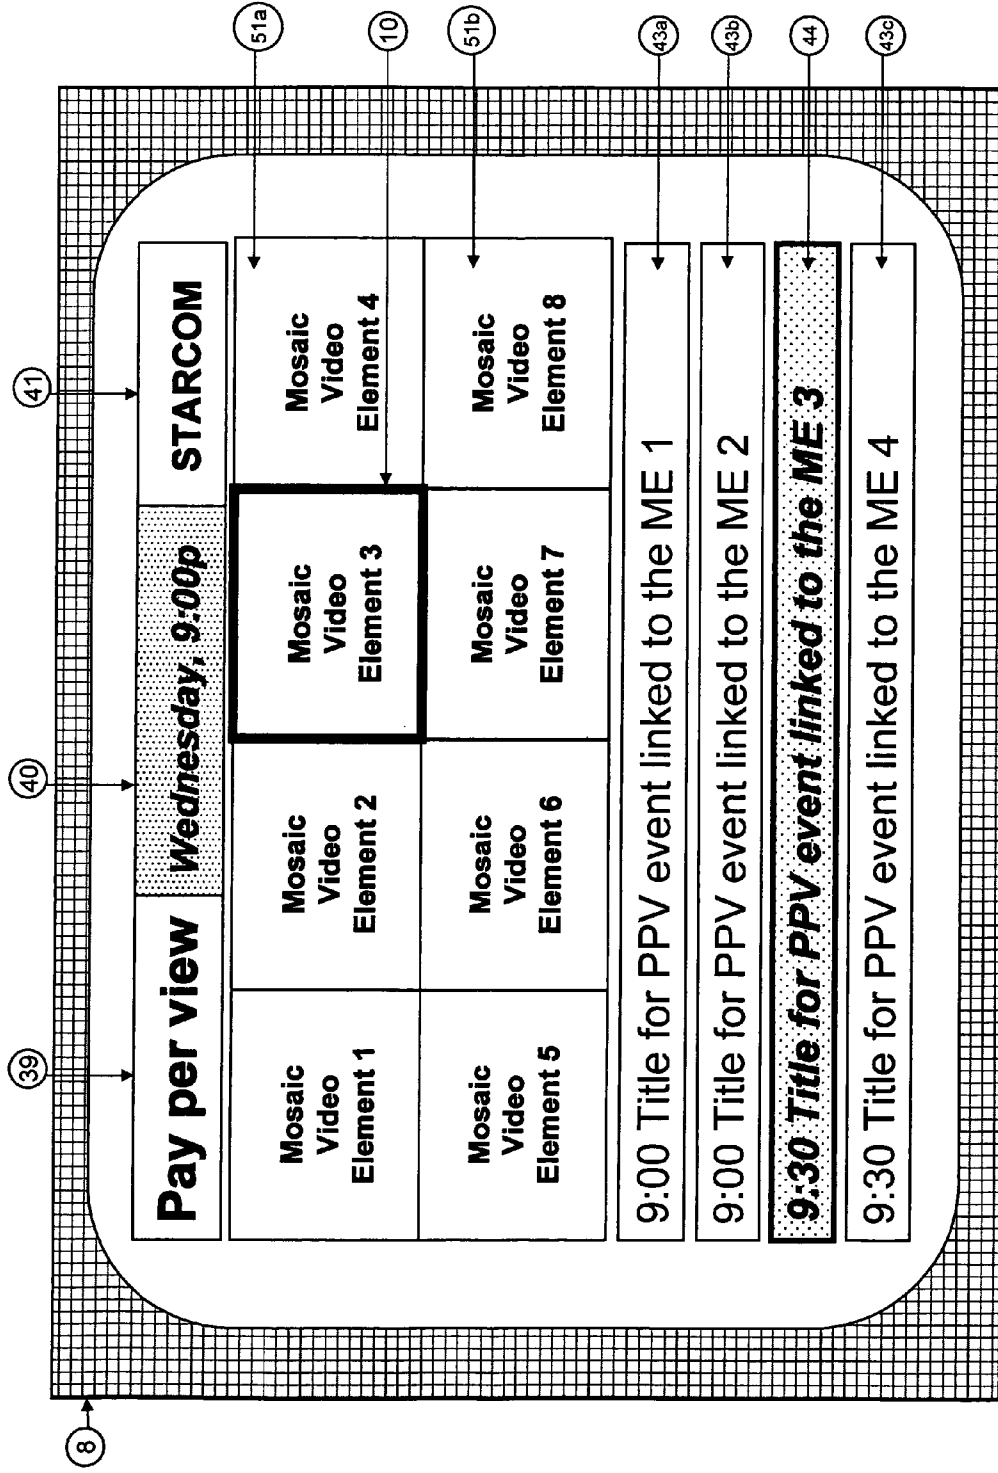 8
39
40
41
Pay per view
Wednesday, 9:00p
STARCOM
51a
Mosaic
Video
Element 1
Mosaic
Video
Element 2
Mosaic
Video
Element 3
Mosaic
Video
Element 4
10
51b
Mosaic
Video
Element 5
Mosaic
Video
Element 6
Mosaic
Video
Element 7
Mosaic
Video
Element 8
9:00 Title for PPV event linked to the ME 1
43a
9:00 Title for PPV event linked to the ME 2
43b
9:30 Title for PPV event linked to the ME 3
44
9:30 Title for PPV event linked to the ME 4
43c